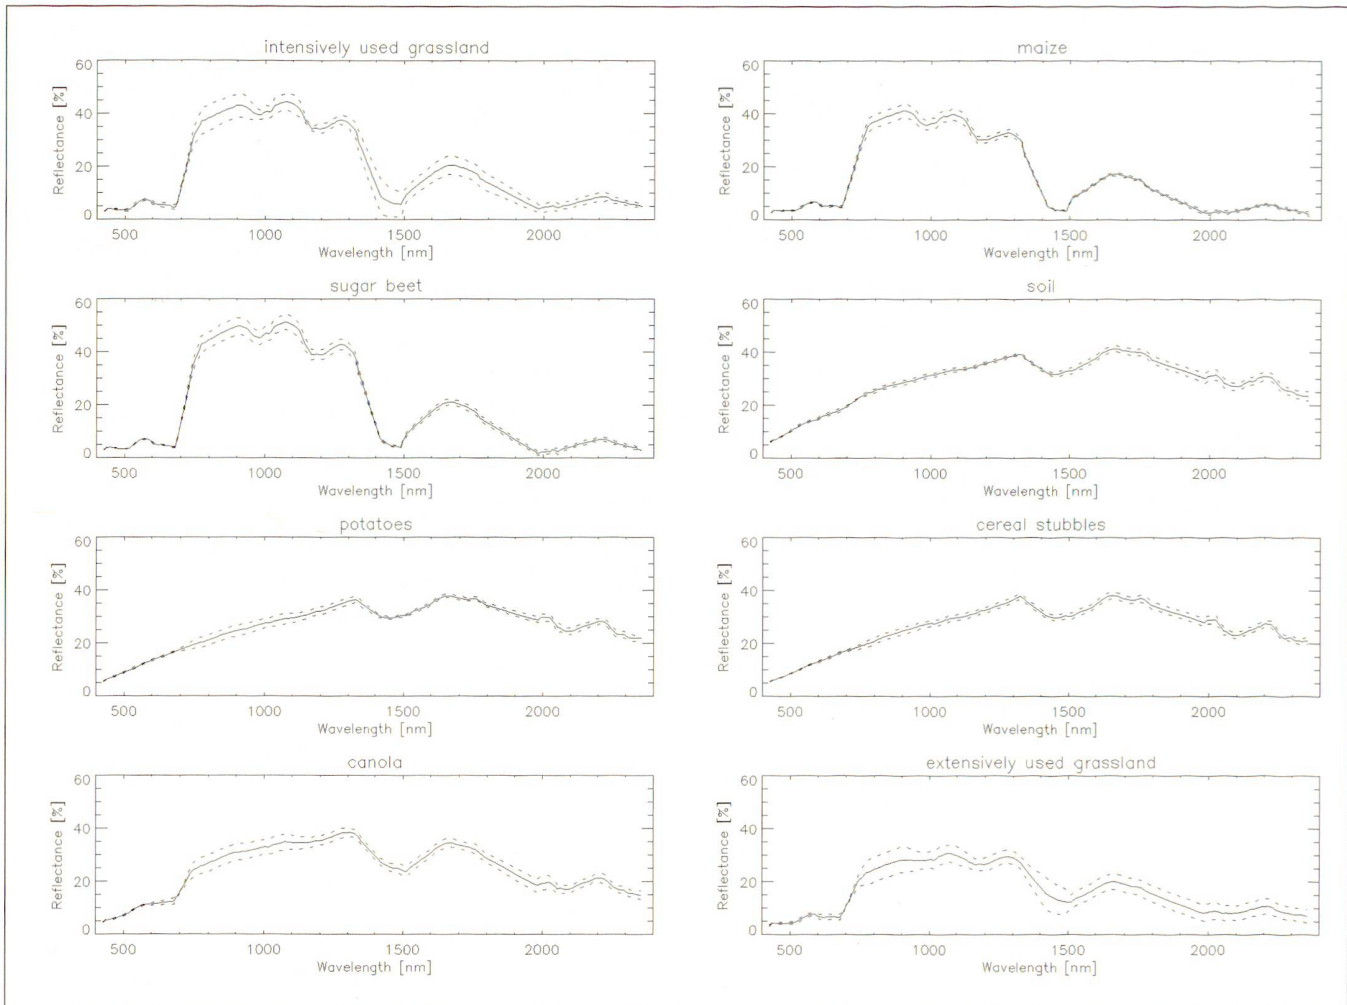 intensively used grassland
60
40
20
0
Reflectance [%]
500 1000 1500 2000
Wavelength [nm]
maize
60
40
20
0
Reflectance [%]
500 1000 1500 2000
Wavelength [nm]
sugar beet
60
40
20
0
Reflectance [%]
500 1000 1500 2000
Wavelength [nm]
soil
60
40
20
0
Reflectance [%]
500 1000 1500 2000
Wavelength [nm]
potatoes
60
40
20
0
Reflectance [%]
500 1000 1500 2000
Wavelength [nm]
cereal stubbles
60
40
20
0
Reflectance [%]
500 1000 1500 2000
Wavelength [nm]
canola
60
40
20
0
Reflectance [%]
500 1000 1500 2000
Wavelength [nm]
extensively used grassland
60
40
20
0
Reflectance [%]
500 1000 1500 2000
Wavelength [nm]